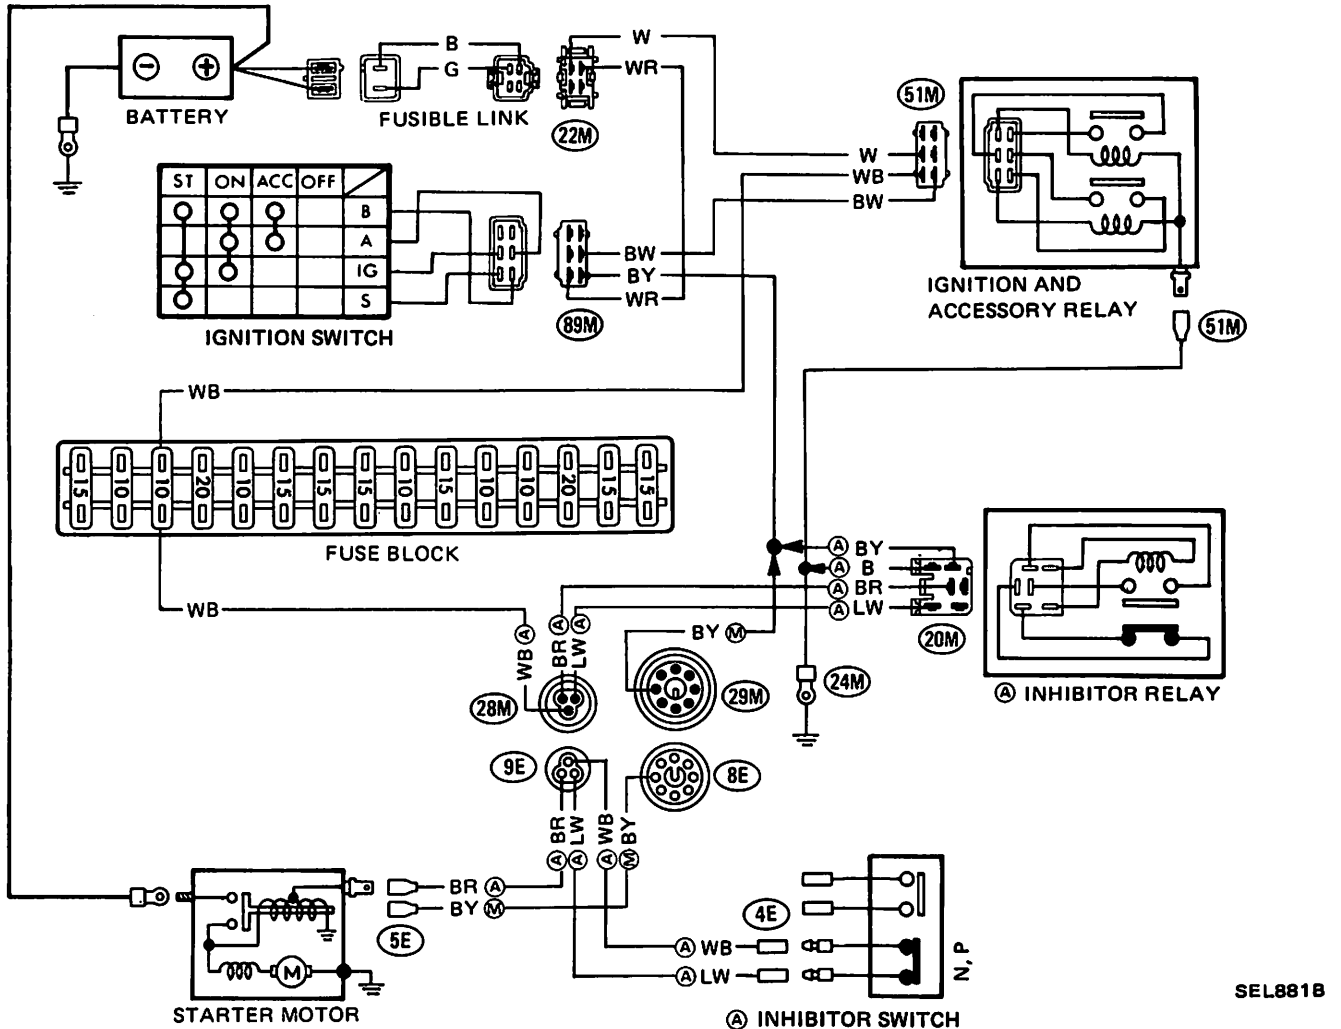 BATTERY
B
G
FUSIBLE LINK
W
WR
22M
51M
W
WB
BW
IGNITION AND
ACCESSORY RELAY
51M
ST ON ACC OFF
B
A
IG
S
IGNITION SWITCH
BW
BY
WR
89M
WB
15 10 10 20 10 15 15 15 10 15 10 10 20 15 15
FUSE BLOCK
WB
A BY
A B
A BR
A LW
20M
A INHIBITOR RELAY
WB A
BR A
LW A
BY M
28M
29M
24M
9E
8E
A BR
A LW
A WB
M BY
BR A
BY M
5E
M
STARTER MOTOR
4E
A WB
A LW
N, P
A INHIBITOR SWITCH
SEL881B